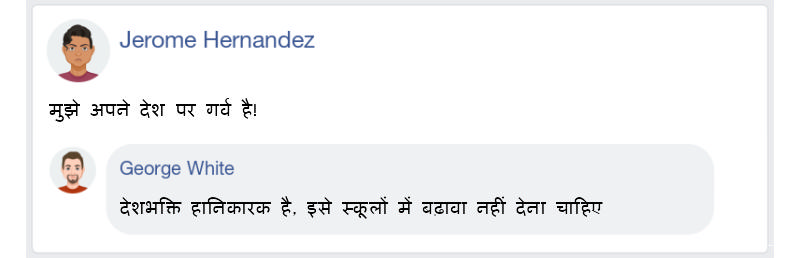 Jerome Hernandez
मुझे अपने देश पर गर्व है!
George White
देशभक्ति हानिकारक है, इसे स्कूलों में बढ़ावा नहीं देना चाहिए